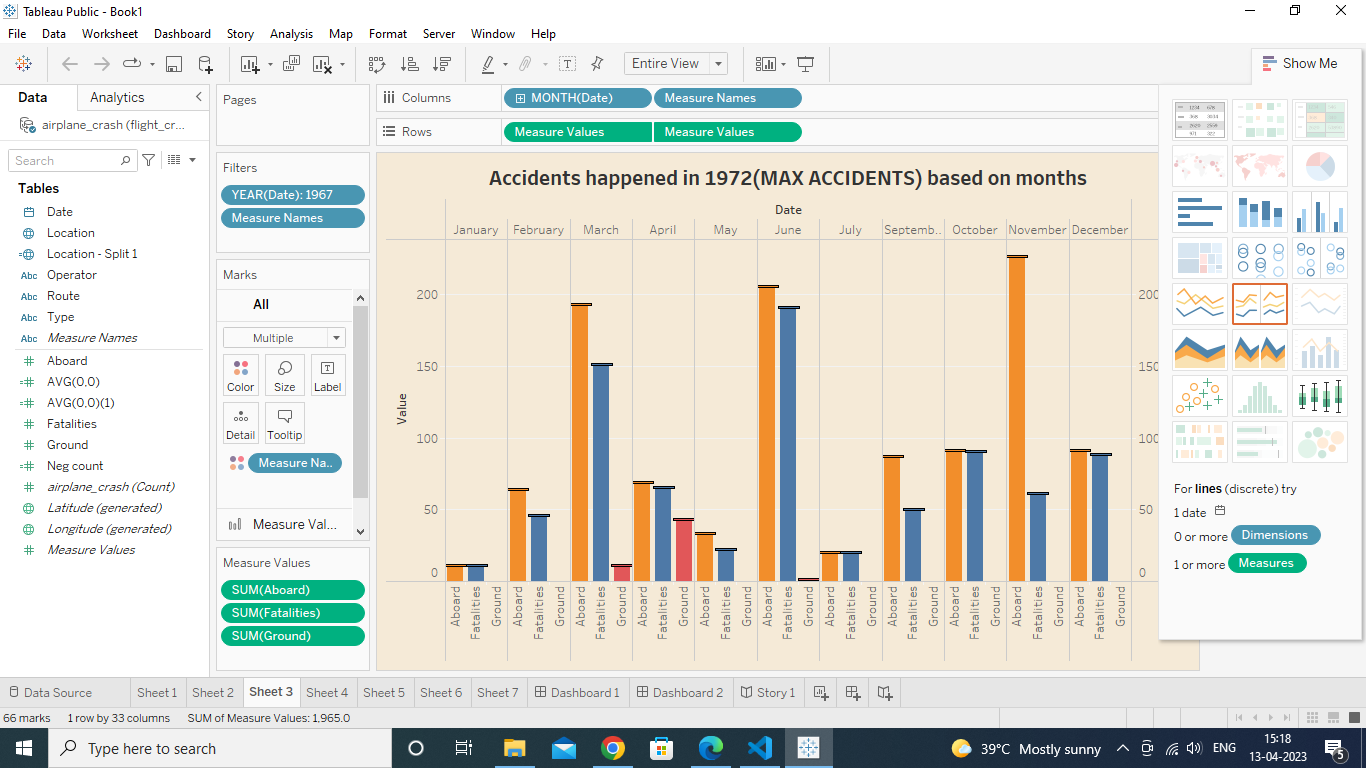 Tableau Public - Book1
File Data Worksheet Dashboard Story Analysis Map Format Server Window Help
Entire View
Show Me
Data Analytics
airplane_crash (flight_cr...
Search
Tables
Date
Location
Location - Split 1
Abc Operator
Abc Route
Abc Type
Abc Measure Names
Aboard
AVG(0,0)
AVG(0,0)(1)
Fatalities
Ground
Neg count
airplane_crash (Count)
Latitude (generated)
Longitude (generated)
Measure Values
Pages
Filters
YEAR(Date): 1967
Measure Names
Marks
All
Multiple
Color Size Label
Detail Tooltip
Measure Na..
Measure Val...
Measure Values
SUM(Aboard)
SUM(Fatalities)
SUM(Ground)
Columns MONTH(Date) Measure Names
Rows Measure Values Measure Values
Accidents happened in 1972(MAX ACCIDENTS) based on months
Date
January February March April May June July Septemb.. October November December
Value
200
150
100
50
0
200
150
100
50
0
Aboard Fatalities Ground Aboard Fatalities Ground Aboard Fatalities Ground Aboard Fatalities Ground Aboard Fatalities Ground Aboard Fatalities Ground Aboard Fatalities Ground Aboard Fatalities Ground Aboard Fatalities Ground Aboard Fatalities Ground Aboard Fatalities Ground
For lines (discrete) try
1 date
0 or more Dimensions
1 or more Measures
Data Source Sheet 1 Sheet 2 Sheet 3 Sheet 4 Sheet 5 Sheet 6 Sheet 7 Dashboard 1 Dashboard 2 Story 1
66 marks 1 row by 33 columns SUM of Measure Values: 1,965.0
Type here to search
39°C Mostly sunny
ENG
15:18
13-04-2023
5